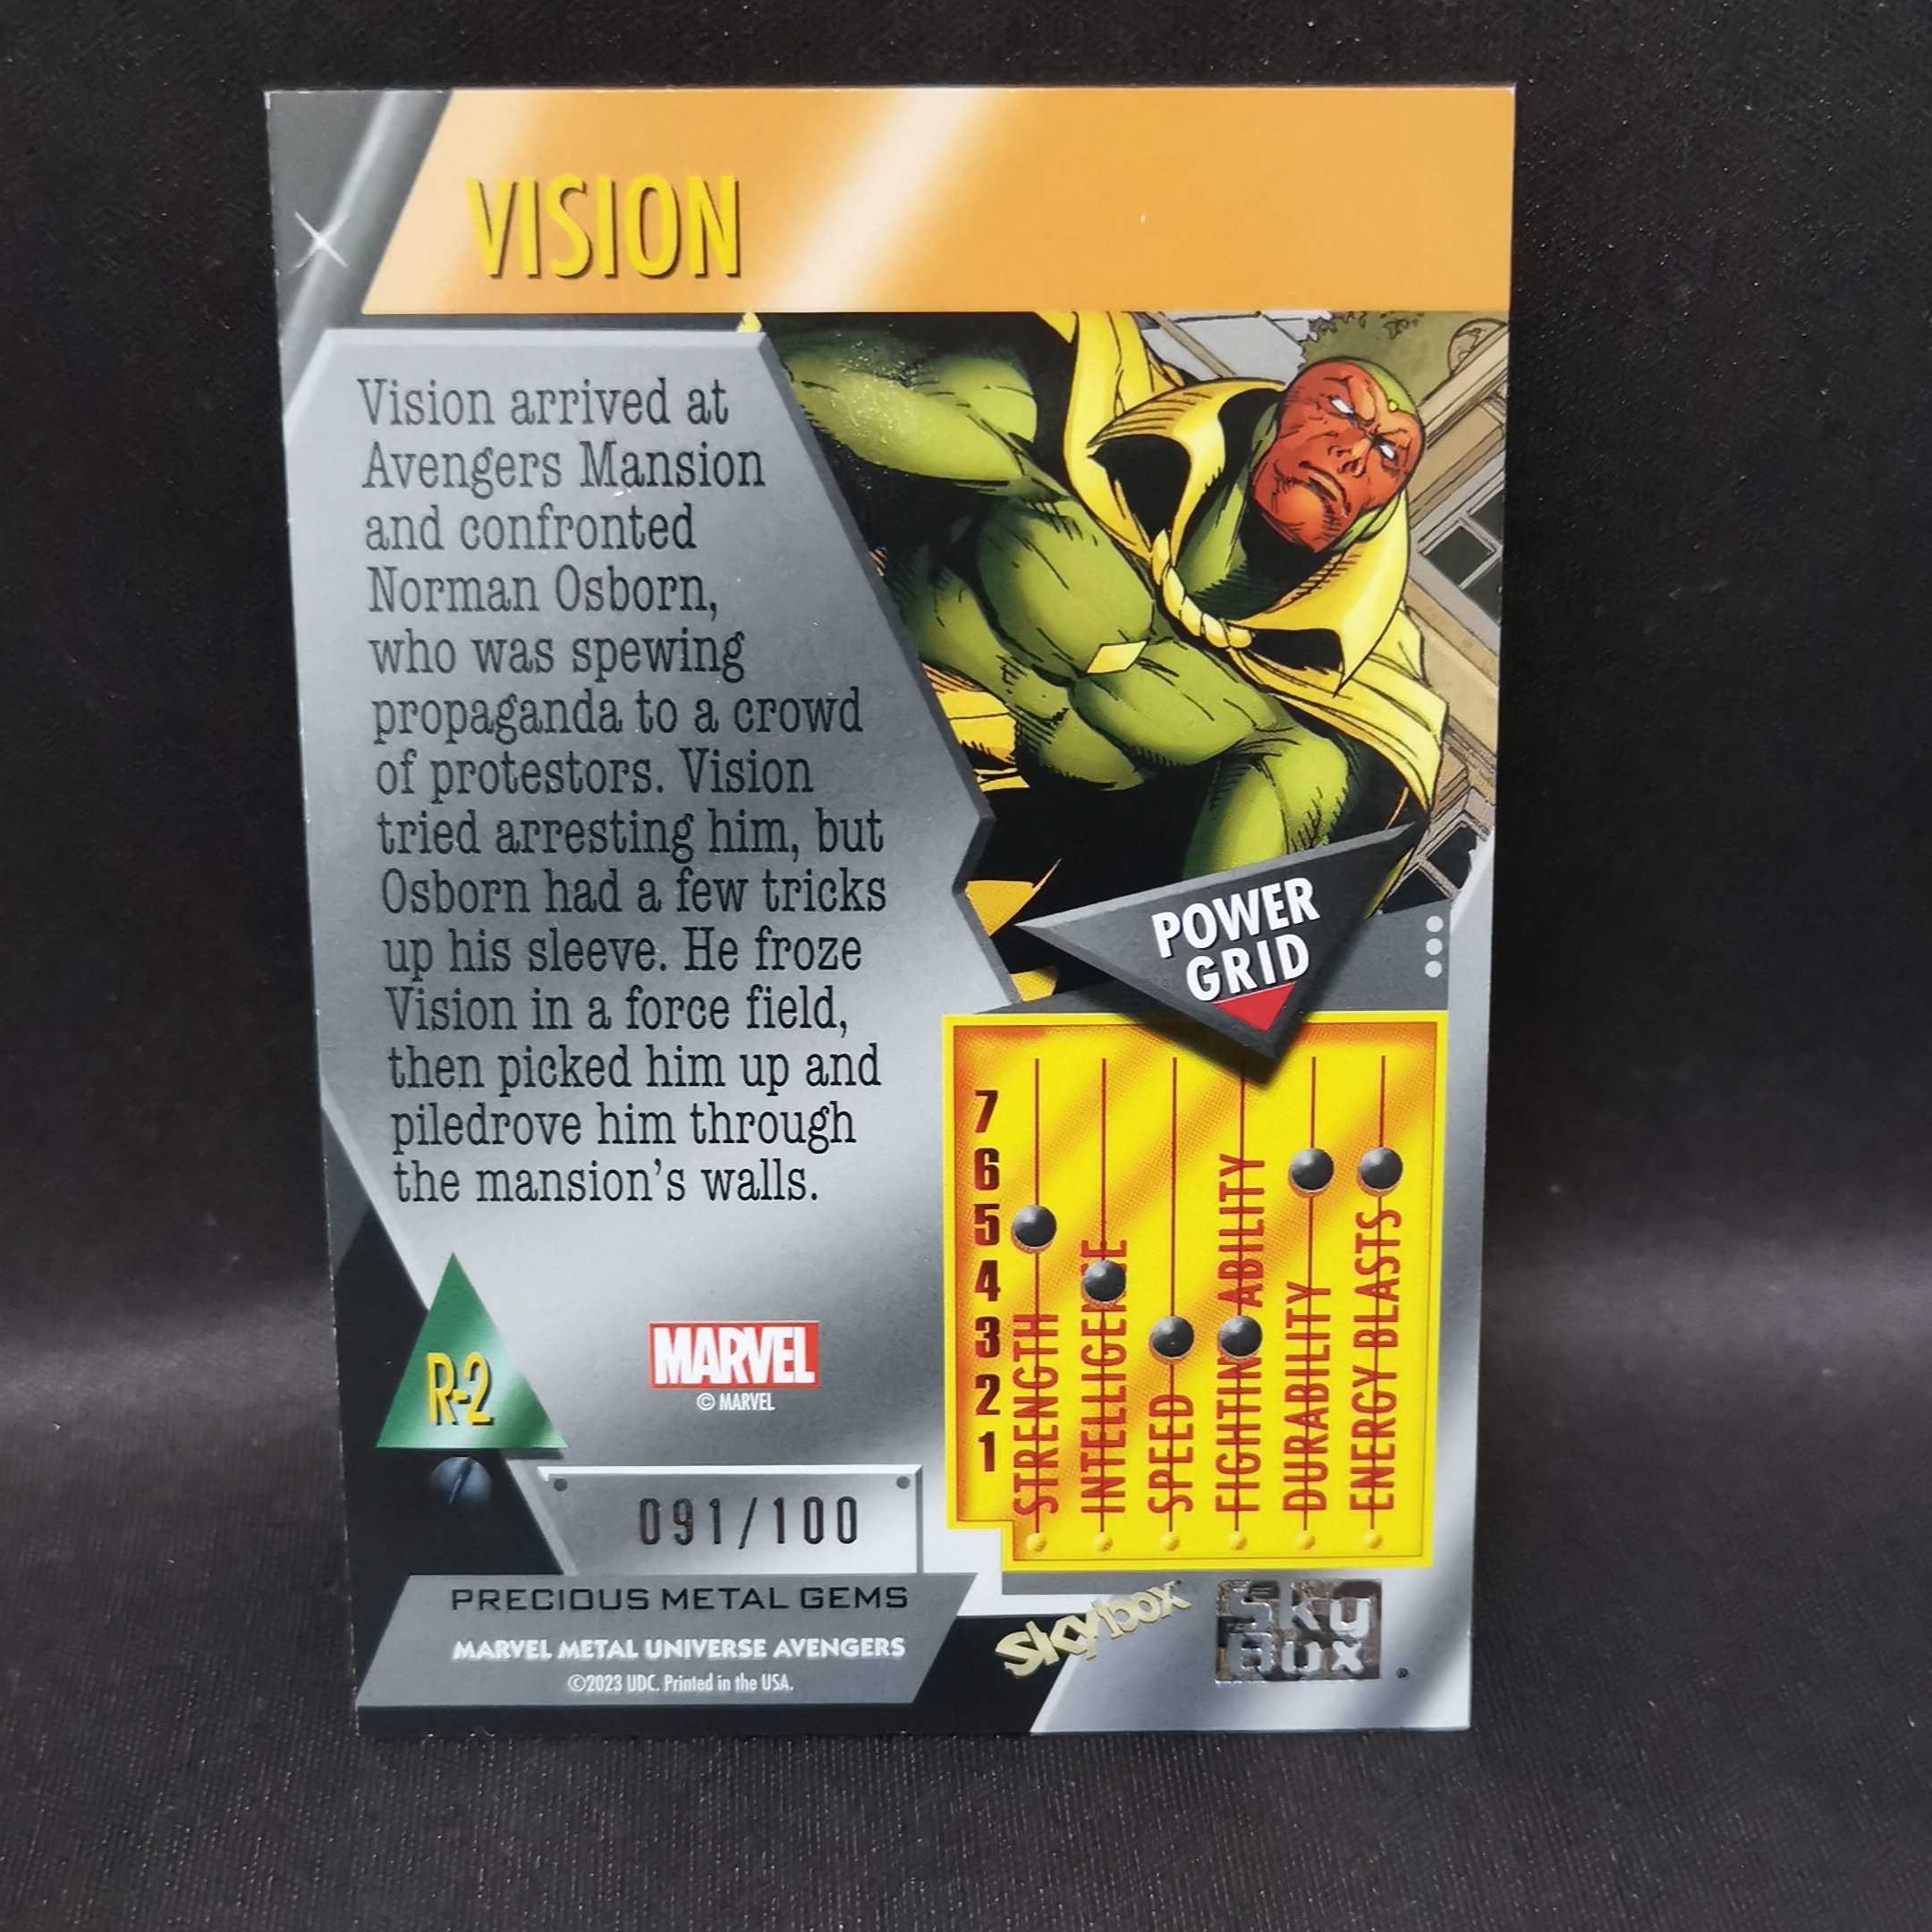 VISION
Vision arrived at
Avengers Mansion
and confronted
Norman Osborn,
who was spewing
propaganda to a crowd
of protestors. Vision
tried arresting him, but
Osborn had a few tricks
up his sleeve. He froze
Vision in a force field,
then picked him up and
piledrove him through
the mansion's walls.
POWER
GRID
7
6
5
4
3
2
1
STRENGTH
INTELLIGENCE
SPEED
FIGHTING ABILITY
DURABILITY
ENERGY BLASTS
R-2
MARVEL
© MARVEL
091/100
PRECIOUS METAL GEMS
MARVEL METAL UNIVERSE AVENGERS
©2023 UDC. Printed in the USA.
Skybox
SKY
BOX